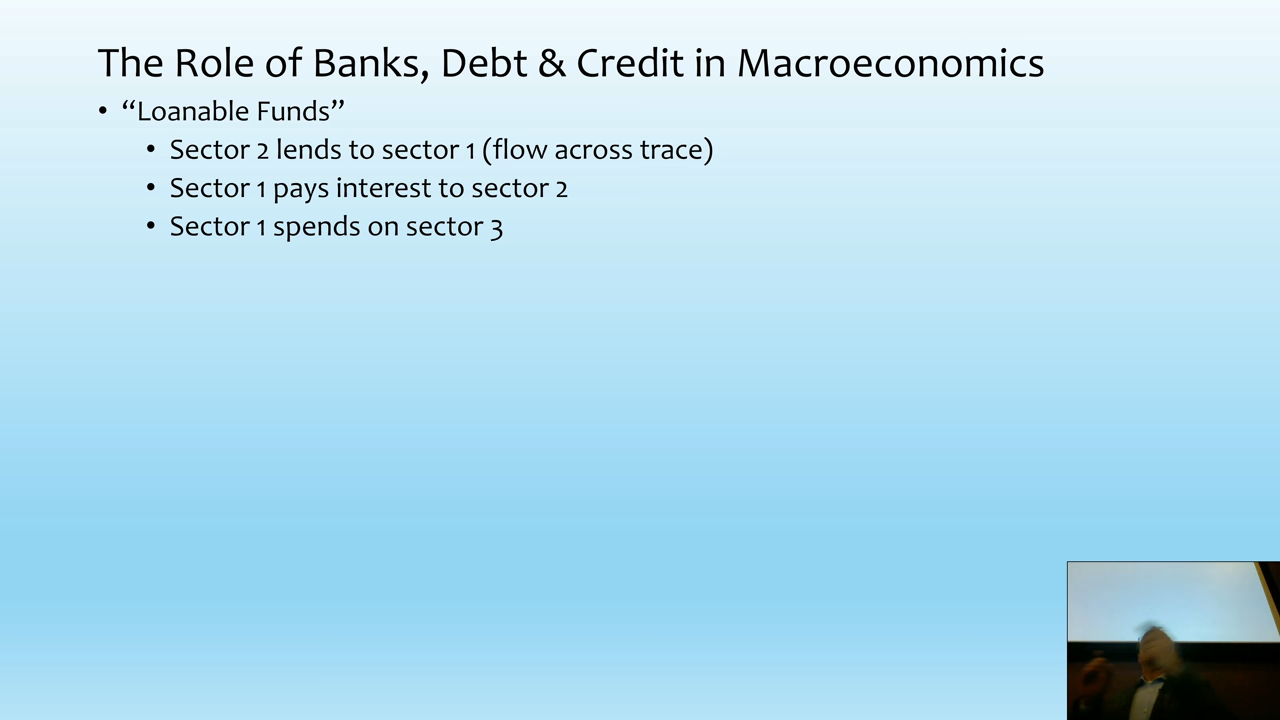 The Role of Banks, Debt & Credit in Macroeconomics
• “Loanable Funds”
• Sector 2 lends to sector 1 (flow across trace)
• Sector 1 pays interest to sector 2
• Sector 1 spends on sector 3